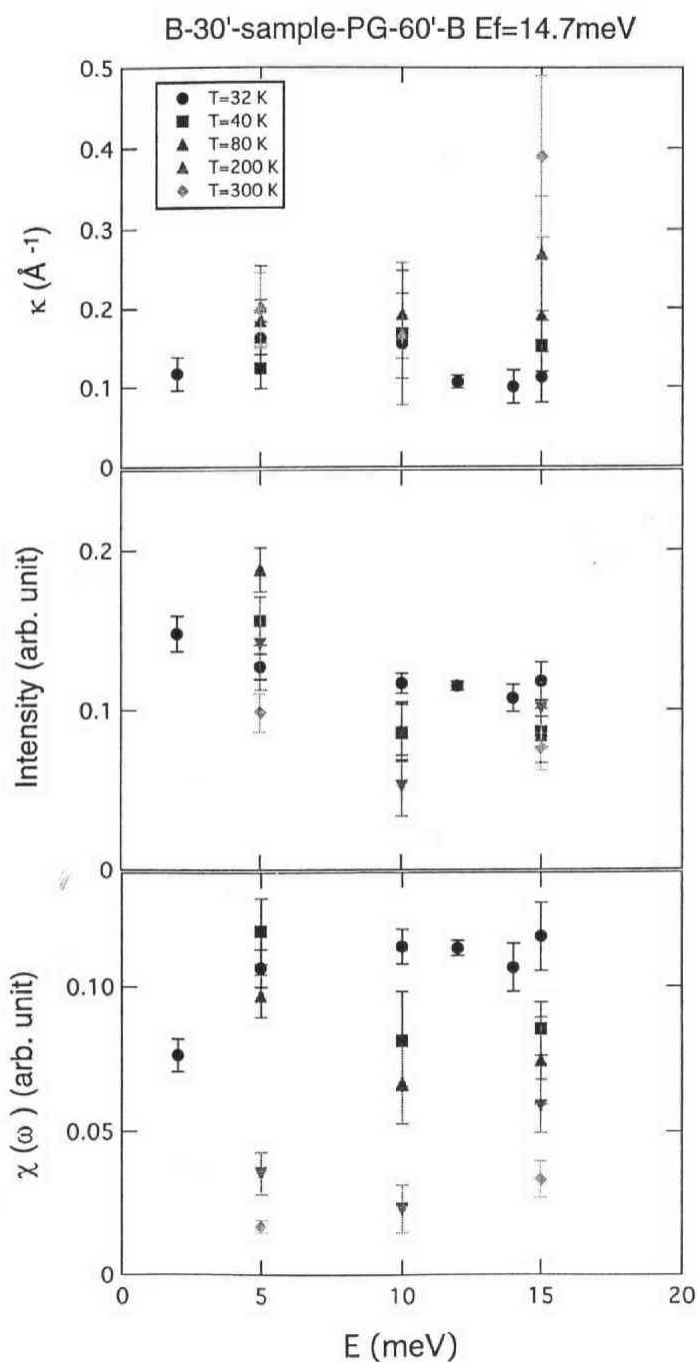 B-30'-sample-PG-60'-B Ef=14.7meV
0.5
T=32 K
T=40 K
T=80 K
T=200 K
T=300 K
0.4
0.3
0.2
0.1
0
κ (Å -1)
0.2
0.1
0
Intensity (arb. unit)
0.10
0.05
0
χ (ω) (arb. unit)
0
5
10
15
20
E (meV)